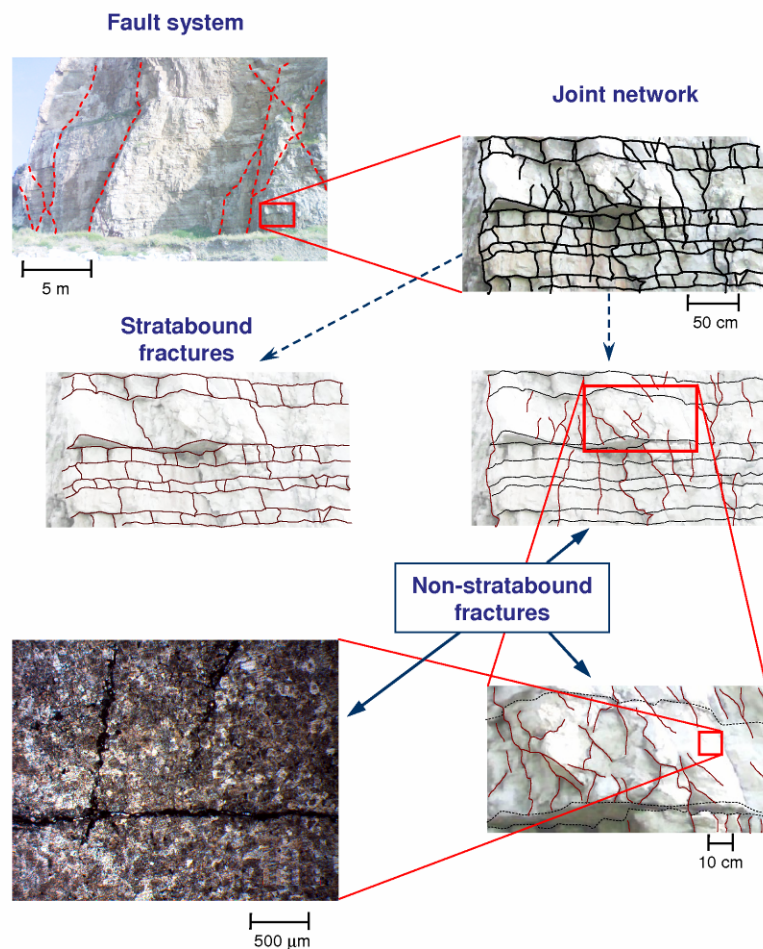 Fault system
Joint network
5 m
50 cm
Stratabound
fractures
Non-stratabound
fractures
10 cm
500 µm